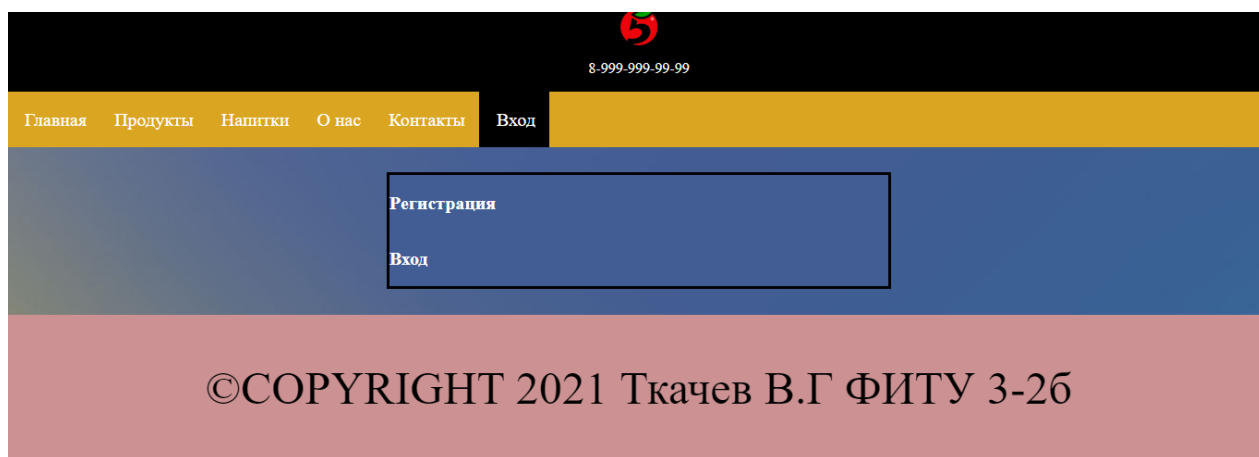 5
8-999-999-99-99
Главная Продукты Напитки О нас Контакты Вход
Регистрация
Вход
©COPYRIGHT 2021 Ткачев В.Г ФИТУ 3-2б